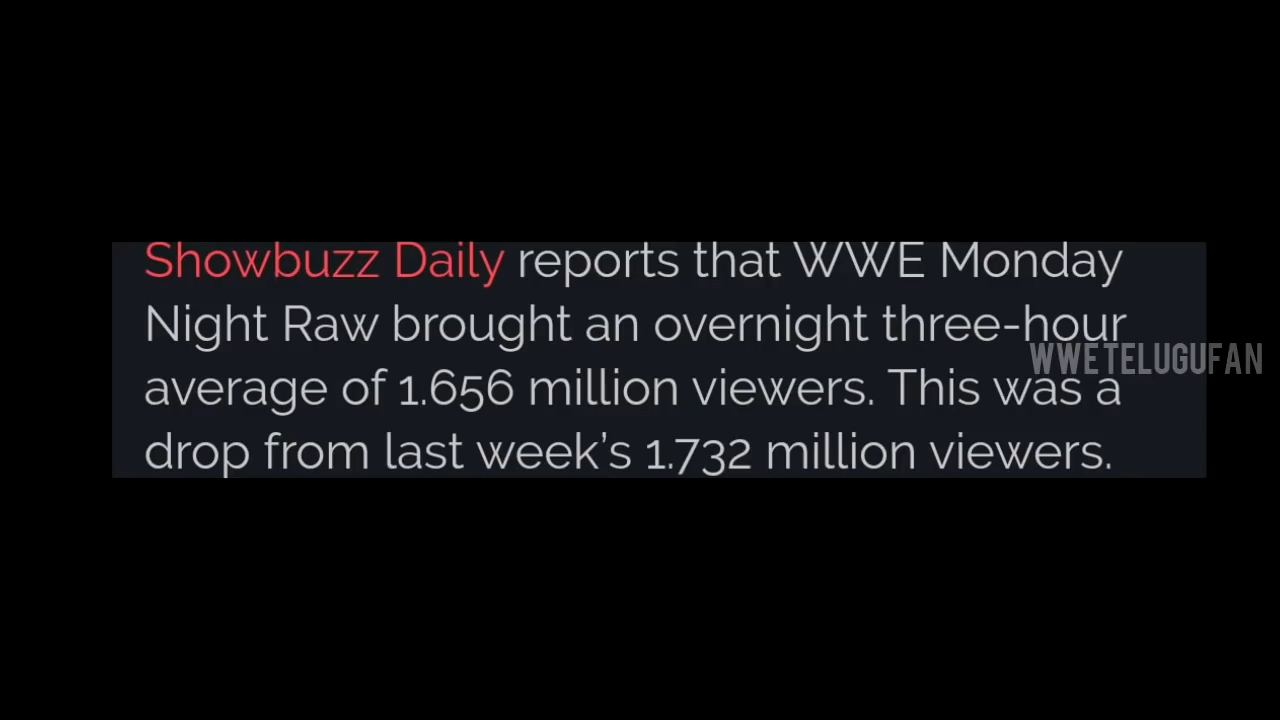 Showbuzz Daily reports that WWE Monday
Night Raw brought an overnight three-hour
average of 1.656 million viewers. This was a
drop from last week’s 1.732 million viewers.
WWETELUGUFAN